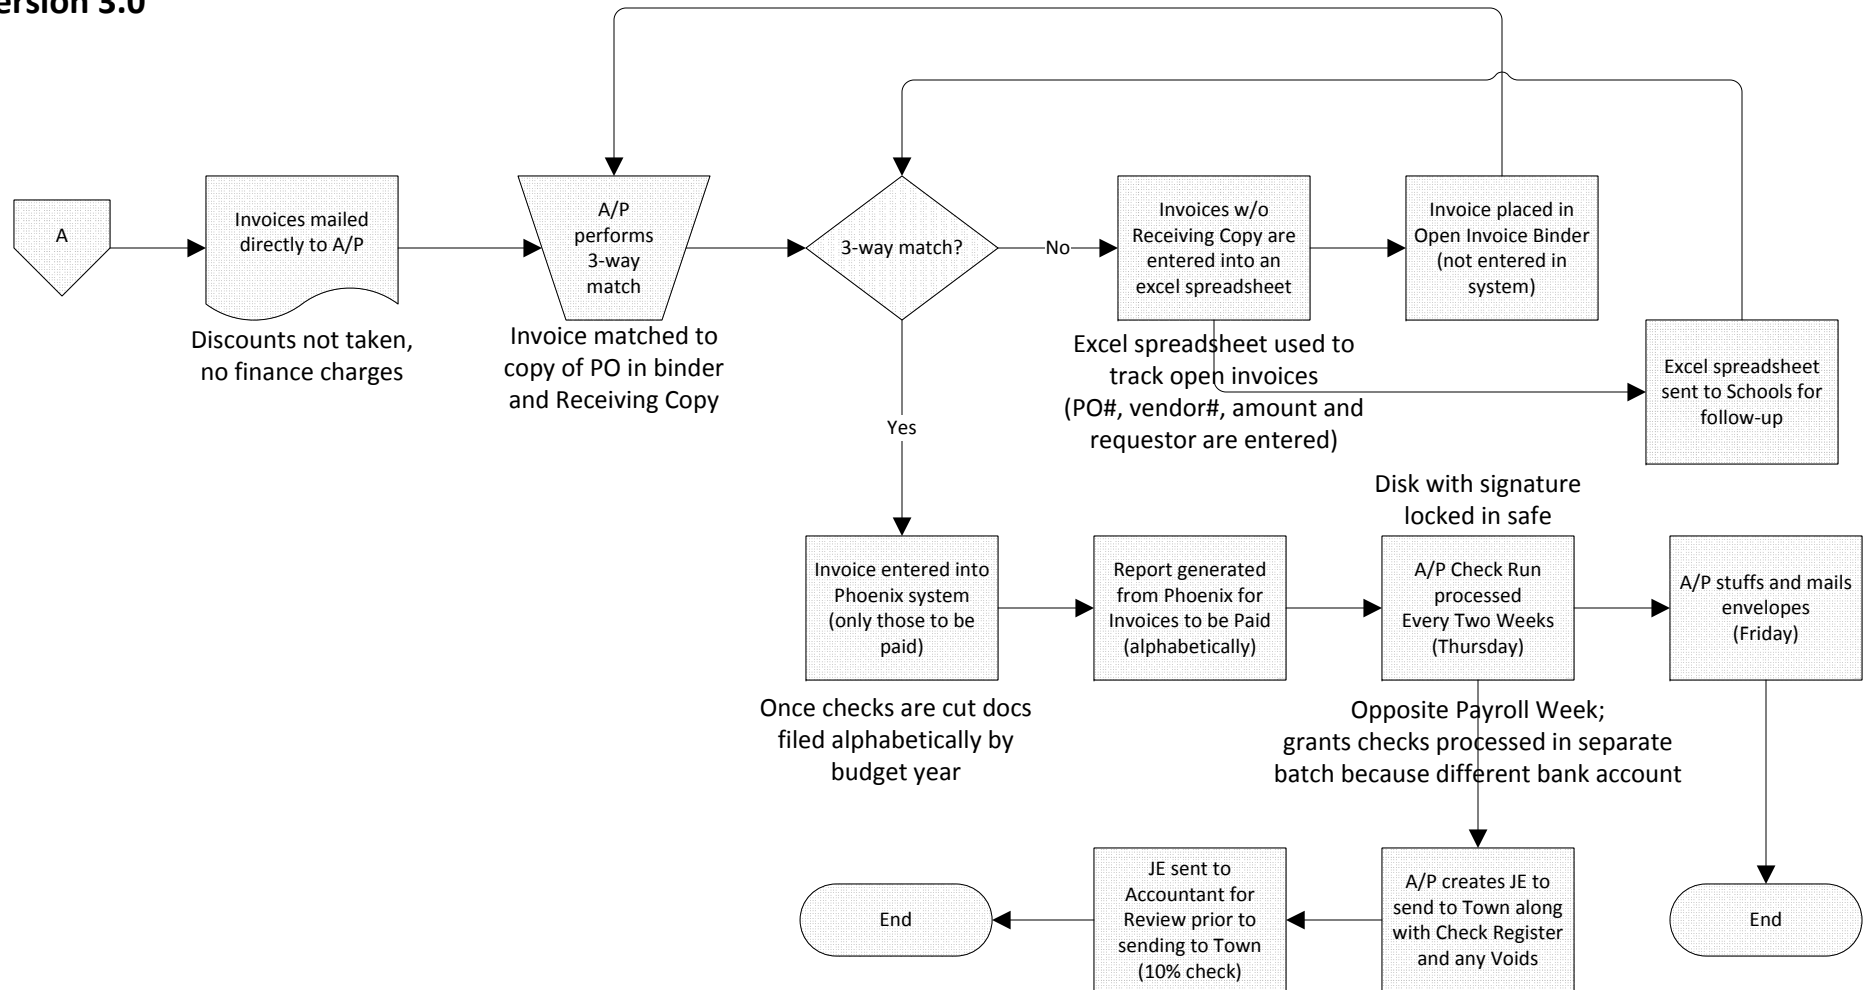 ersion 3.0
A
Invoices mailed
directly to A/P
Discounts not taken,
no finance charges
A/P
performs
3-way
match
Invoice matched to
copy of PO in binder
and Receiving Copy
3-way match?
No
Yes
Invoices w/o
Receiving Copy are
entered into an
excel spreadsheet
Excel spreadsheet used to
track open invoices
(PO#, vendor#, amount and
requestor are entered)
Invoice placed in
Open Invoice Binder
(not entered in
system)
Excel spreadsheet
sent to Schools for
follow-up
Invoice entered into
Phoenix system
(only those to be
paid)
Once checks are cut docs
filed alphabetically by
budget year
Report generated
from Phoenix for
Invoices to be Paid
(alphabetically)
Disk with signature
locked in safe
A/P Check Run
processed
Every Two Weeks
(Thursday)
Opposite Payroll Week;
grants checks processed in separate
batch because different bank account
A/P stuffs and mails
envelopes
(Friday)
End
JE sent to
Accountant for
Review prior to
sending to Town
(10% check)
A/P creates JE to
send to Town along
with Check Register
and any Voids
End